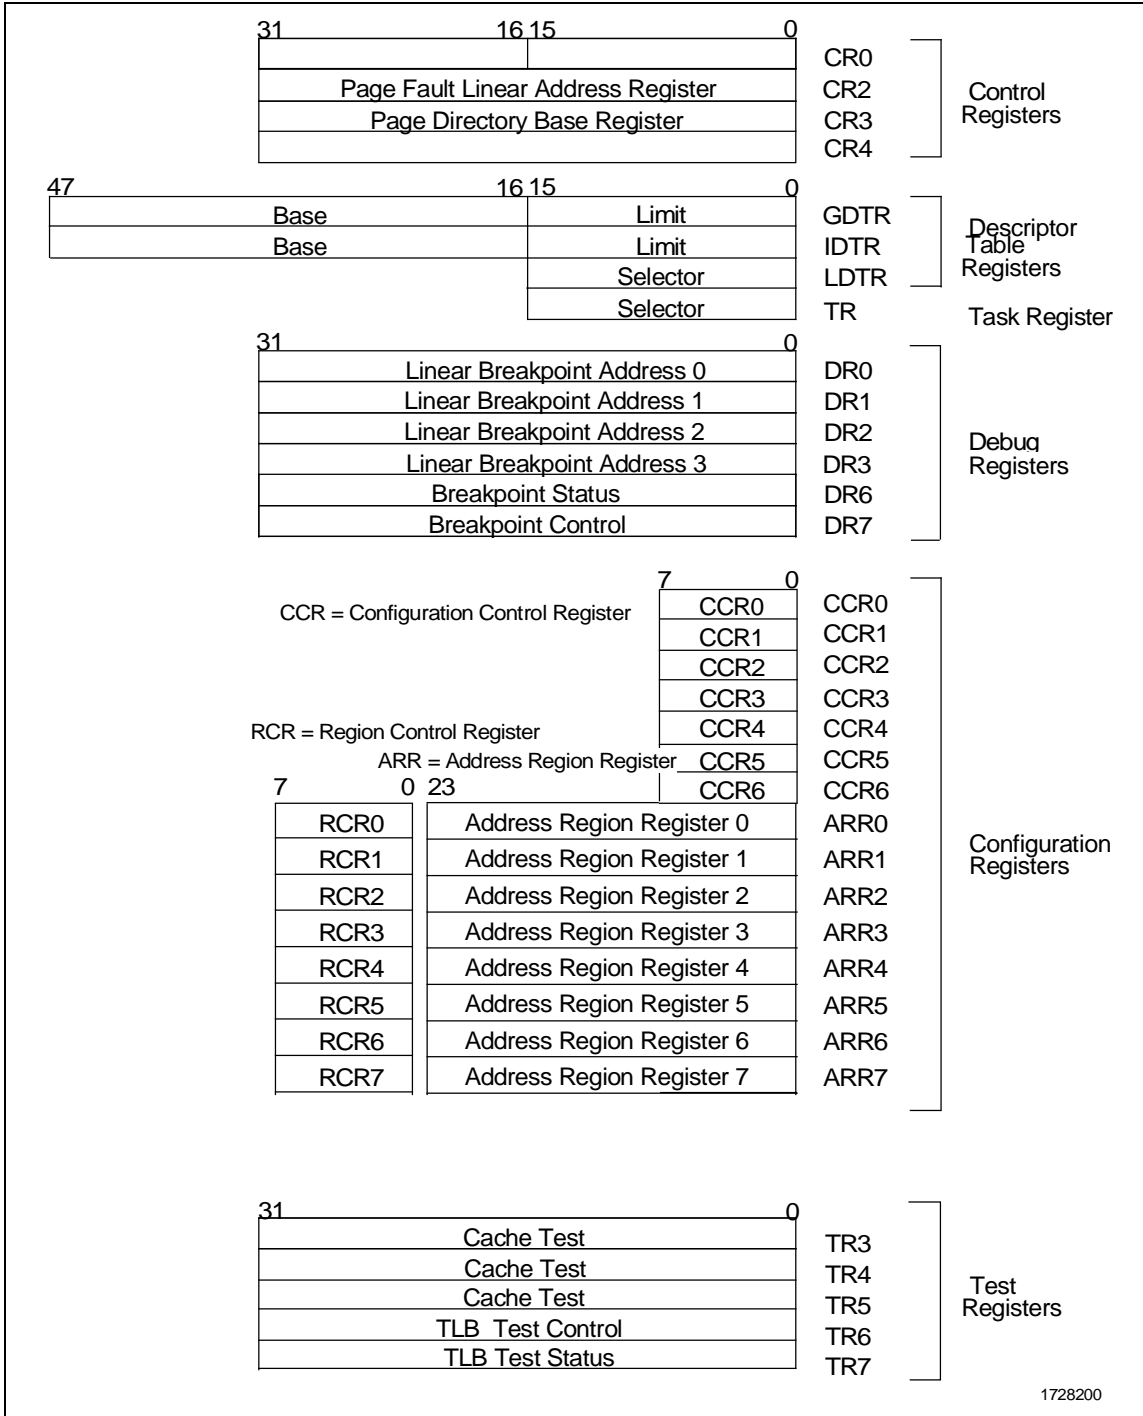 31 16 15 0
CR0
Page Fault Linear Address Register CR2 Control
Page Directory Base Register CR3 Registers
CR4
47 16 15 0
Base Limit GDTR Descriptor
Base Limit IDTR Table
Selector LDTR Registers
Selector TR Task Register
31 0
Linear Breakpoint Address 0 DR0
Linear Breakpoint Address 1 DR1
Linear Breakpoint Address 2 DR2 Debug
Linear Breakpoint Address 3 DR3 Registers
Breakpoint Status DR6
Breakpoint Control DR7
7 0
CCR = Configuration Control Register CCR0 CCR0
CCR1 CCR1
CCR2 CCR2
CCR3 CCR3
RCR = Region Control Register CCR4 CCR4
ARR = Address Region Register CCR5 CCR5
7 0 23 CCR6 CCR6
RCR0 Address Region Register 0 ARR0 Configuration
RCR1 Address Region Register 1 ARR1 Registers
RCR2 Address Region Register 2 ARR2
RCR3 Address Region Register 3 ARR3
RCR4 Address Region Register 4 ARR4
RCR5 Address Region Register 5 ARR5
RCR6 Address Region Register 6 ARR6
RCR7 Address Region Register 7 ARR7
31 0
Cache Test TR3
Cache Test TR4 Test
Cache Test TR5 Registers
TLB Test Control TR6
TLB Test Status TR7
1728200